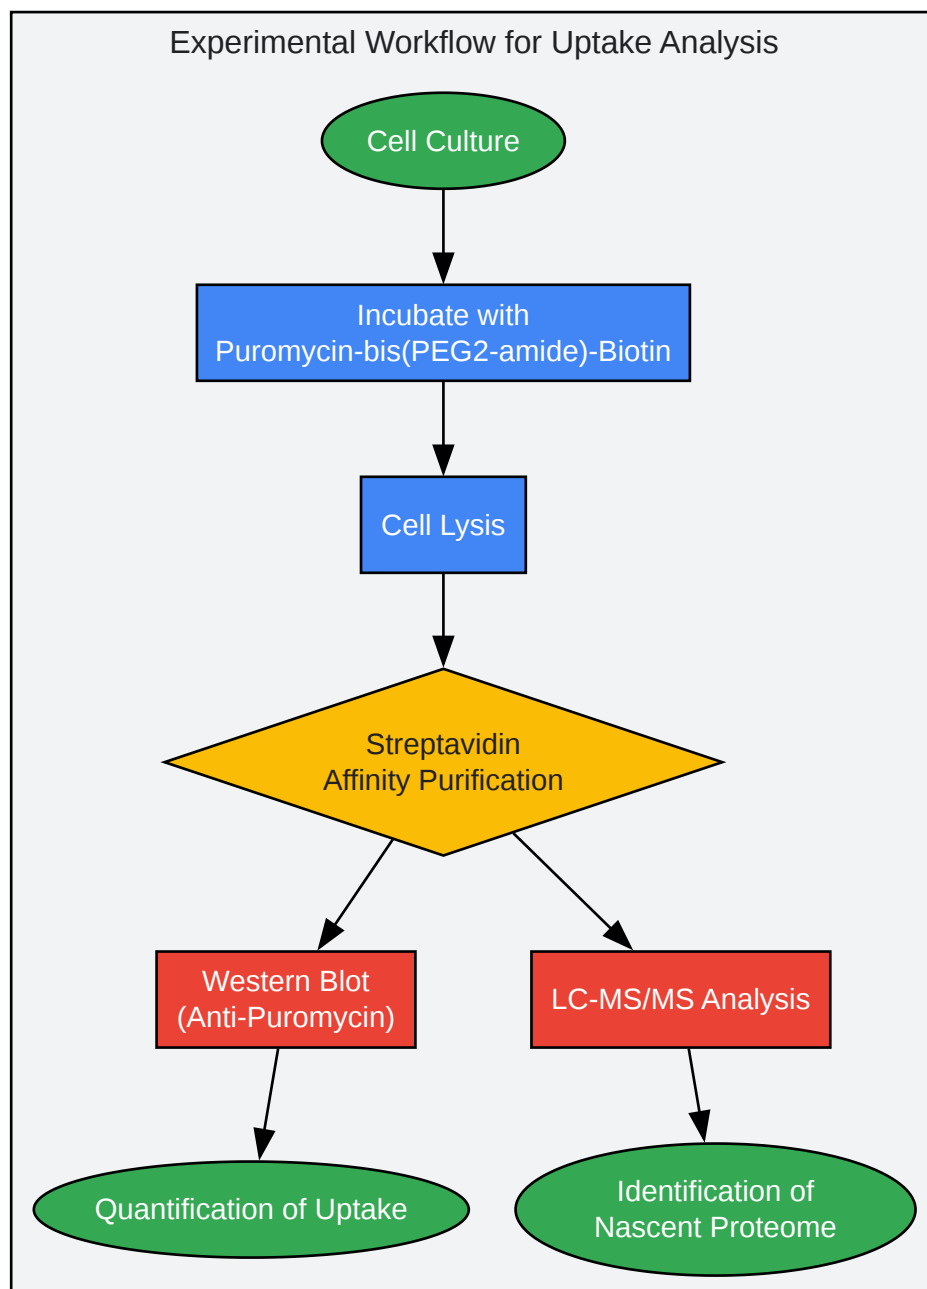 Experimental Workflow for Uptake Analysis
Cell Culture
Incubate with
Puromycin-bis(PEG2-amide)-Biotin
Cell Lysis
Streptavidin
Affinity Purification
Western Blot
(Anti-Puromycin)
LC-MS/MS Analysis
Quantification of Uptake
Identification of
Nascent Proteome